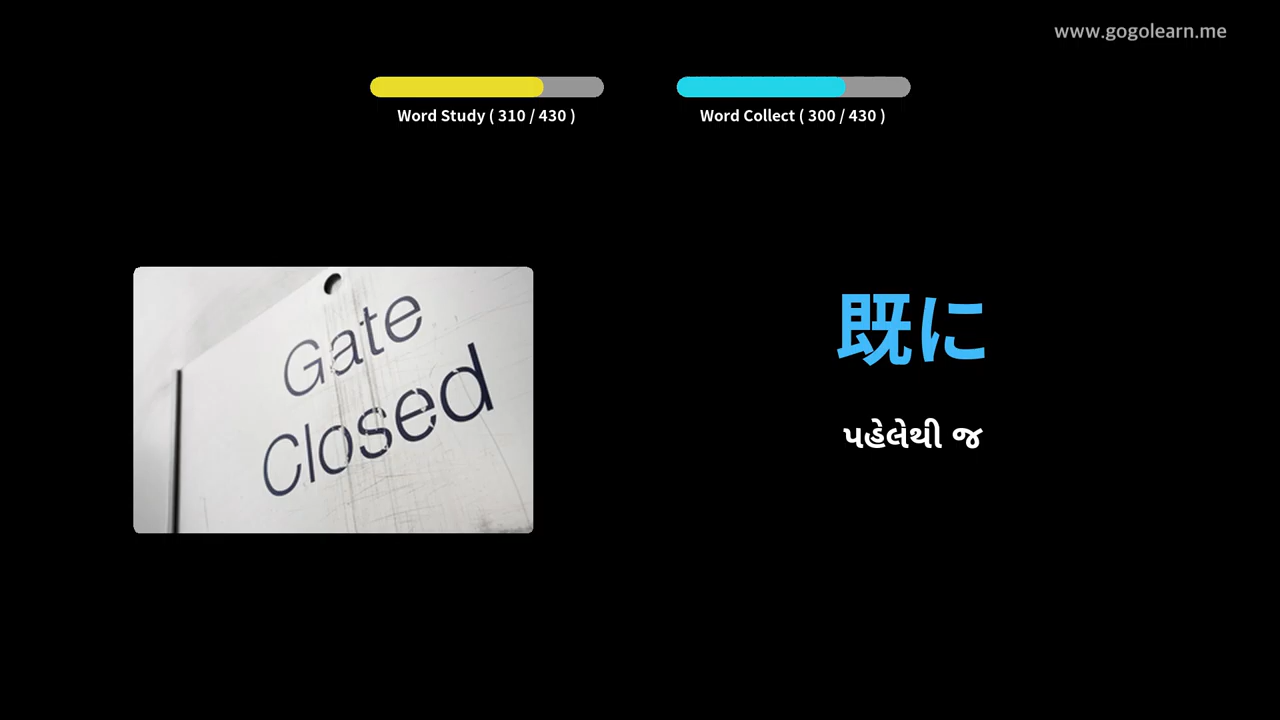 www.gogolearn.me
Word Study ( 310 / 430 )
Word Collect ( 300 / 430 )
Gate
Closed
既に
પહેલેથી જ